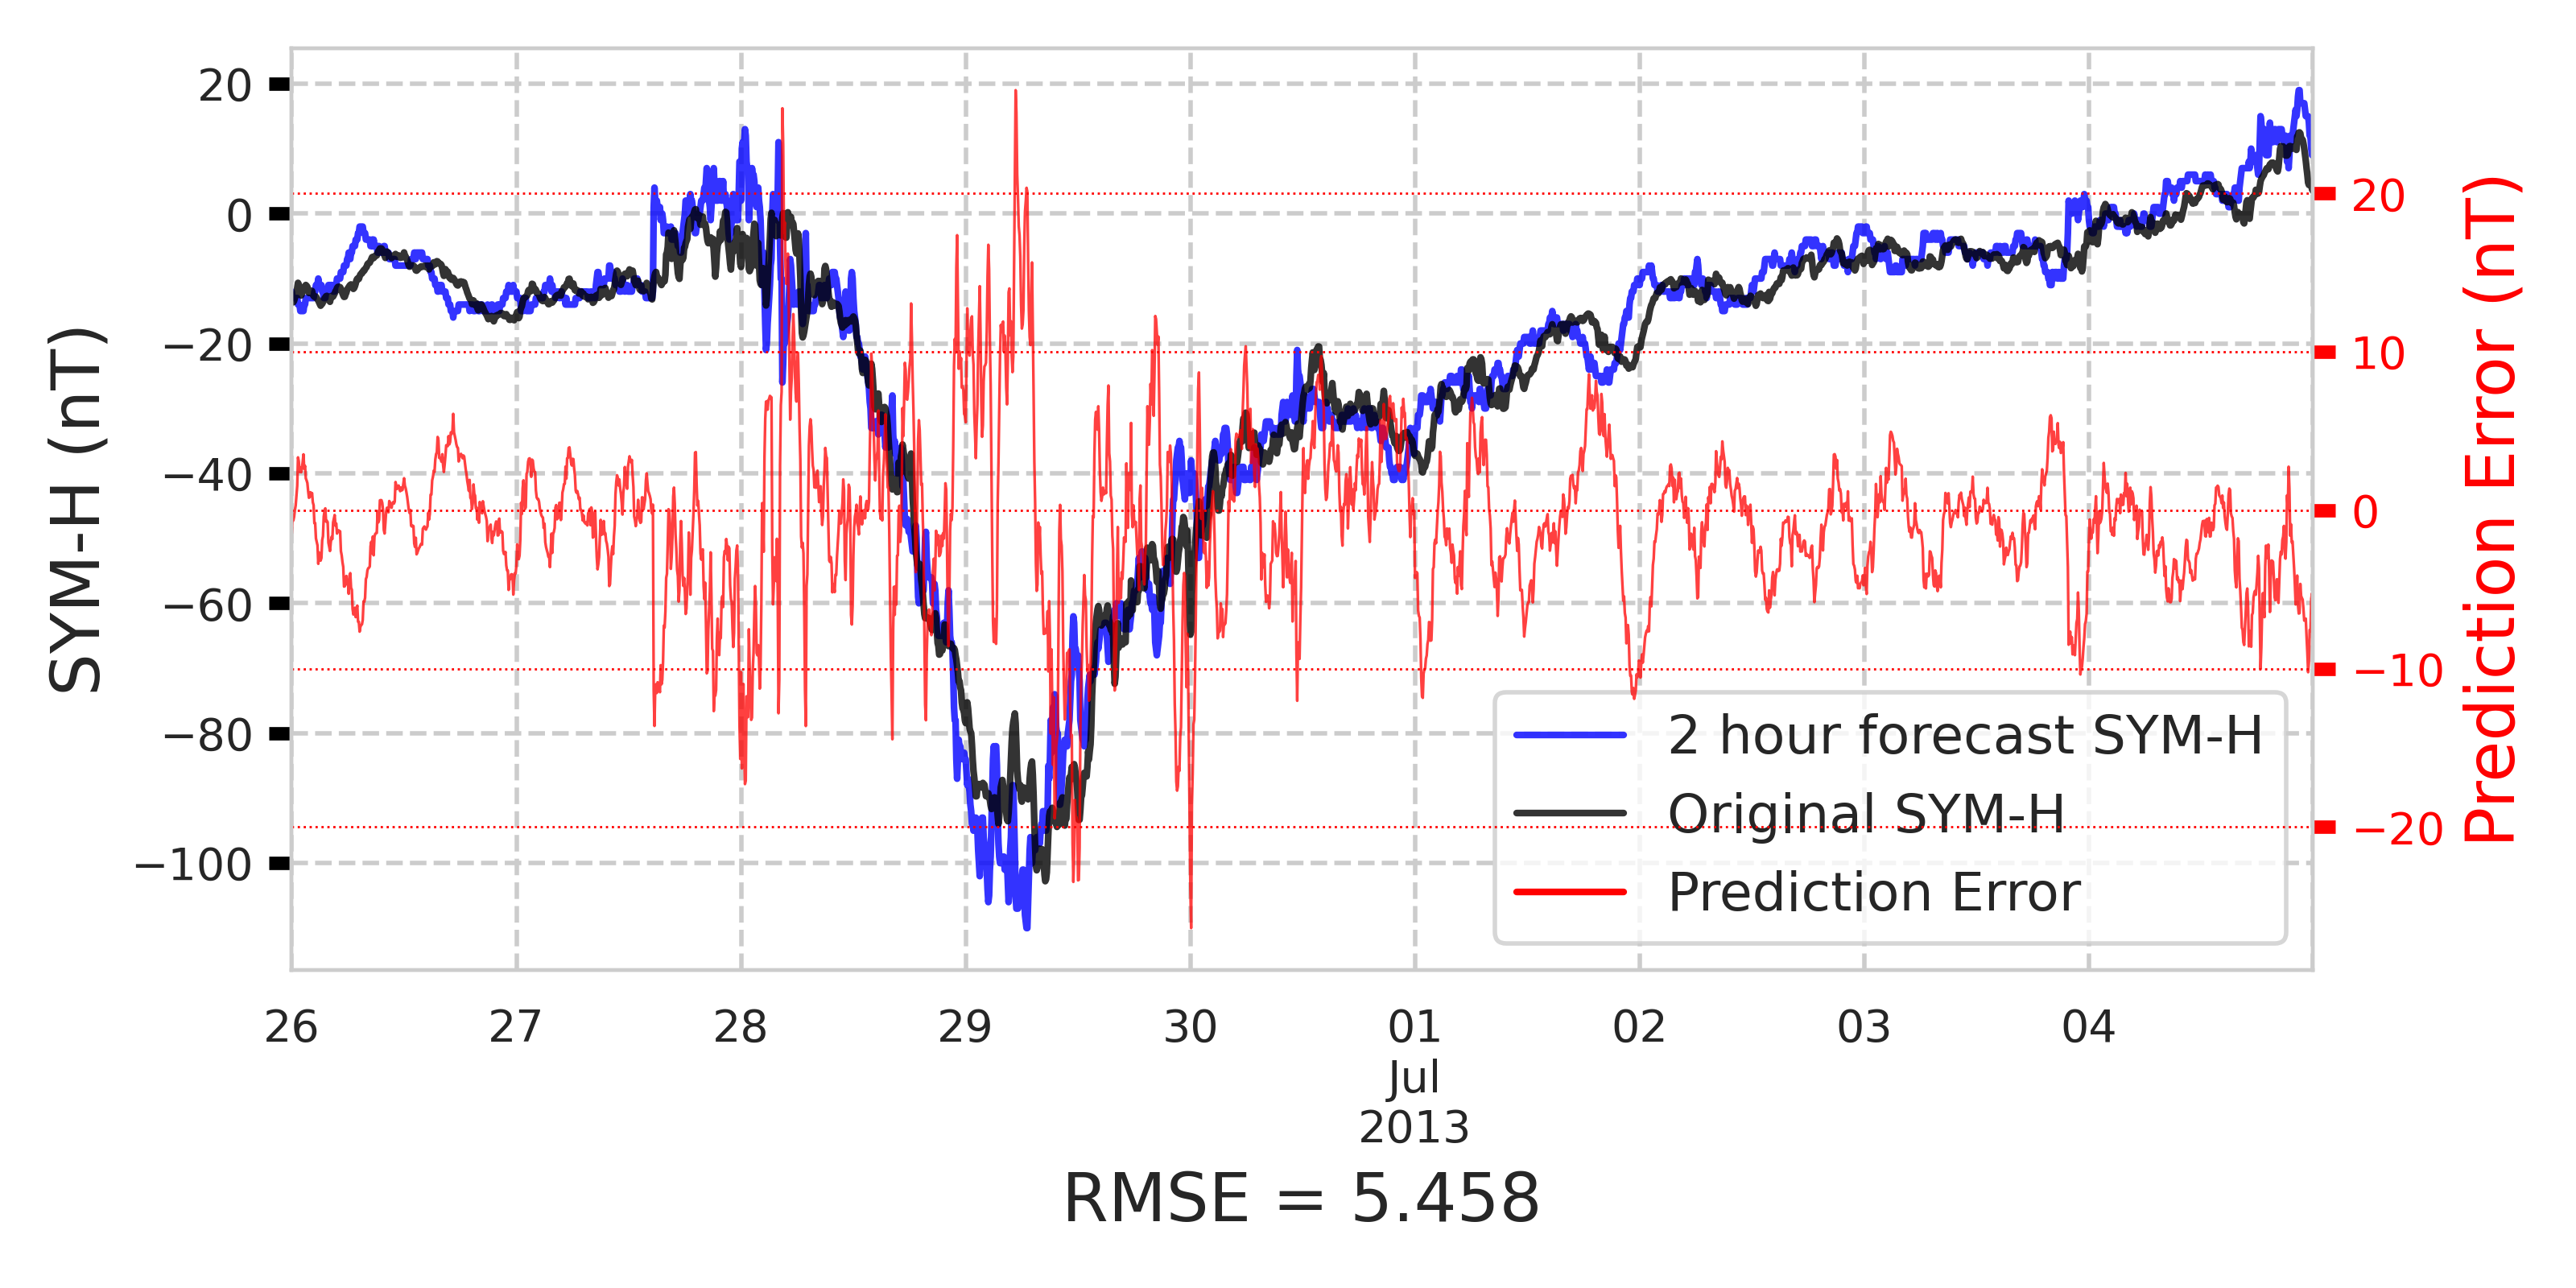 SYM-H (nT)
20
0
−20
−40
−60
−80
−100
20
10
0
−10
−20
Prediction Error (nT)
2 hour forecast SYM-H
Original SYM-H
Prediction Error
26 27 28 29 30 01 02 03 04
Jul
2013
RMSE = 5.458